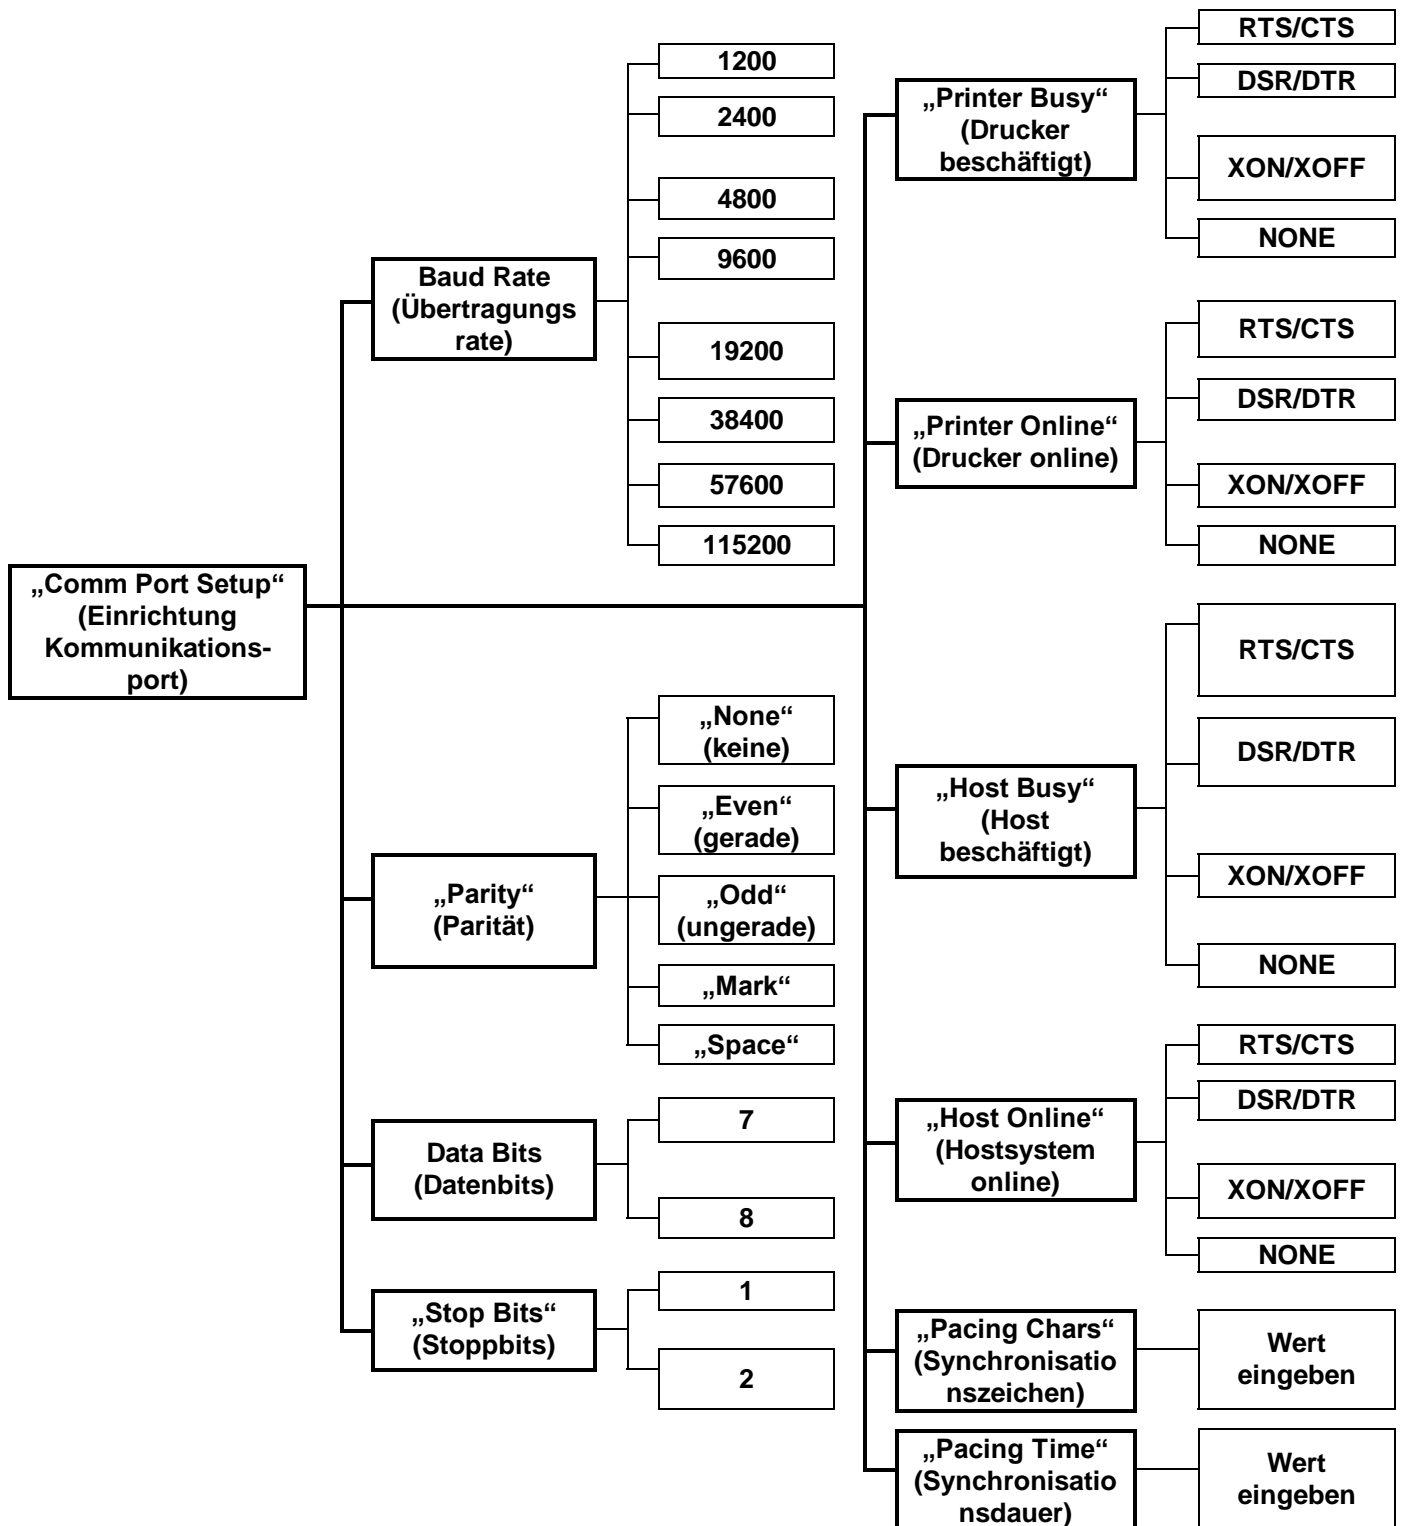 „Comm Port Setup“
(Einrichtung
Kommunikations-
port)
Baud Rate
(Übertragungs
rate)
1200
2400
4800
9600
19200
38400
57600
115200
„Parity“
(Parität)
„None“
(keine)
„Even“
(gerade)
„Odd“
(ungerade)
„Mark“
„Space“
Data Bits
(Datenbits)
7
8
„Stop Bits“
(Stoppbits)
1
2
„Printer Busy“
(Drucker
beschäftigt)
RTS/CTS
DSR/DTR
XON/XOFF
NONE
„Printer Online“
(Drucker online)
RTS/CTS
DSR/DTR
XON/XOFF
NONE
„Host Busy“
(Host
beschäftigt)
RTS/CTS
DSR/DTR
XON/XOFF
NONE
„Host Online“
(Hostsystem
online)
RTS/CTS
DSR/DTR
XON/XOFF
NONE
„Pacing Chars“
(Synchronisatio
nszeichen)
Wert
eingeben
„Pacing Time“
(Synchronisatio
nsdauer)
Wert
eingeben